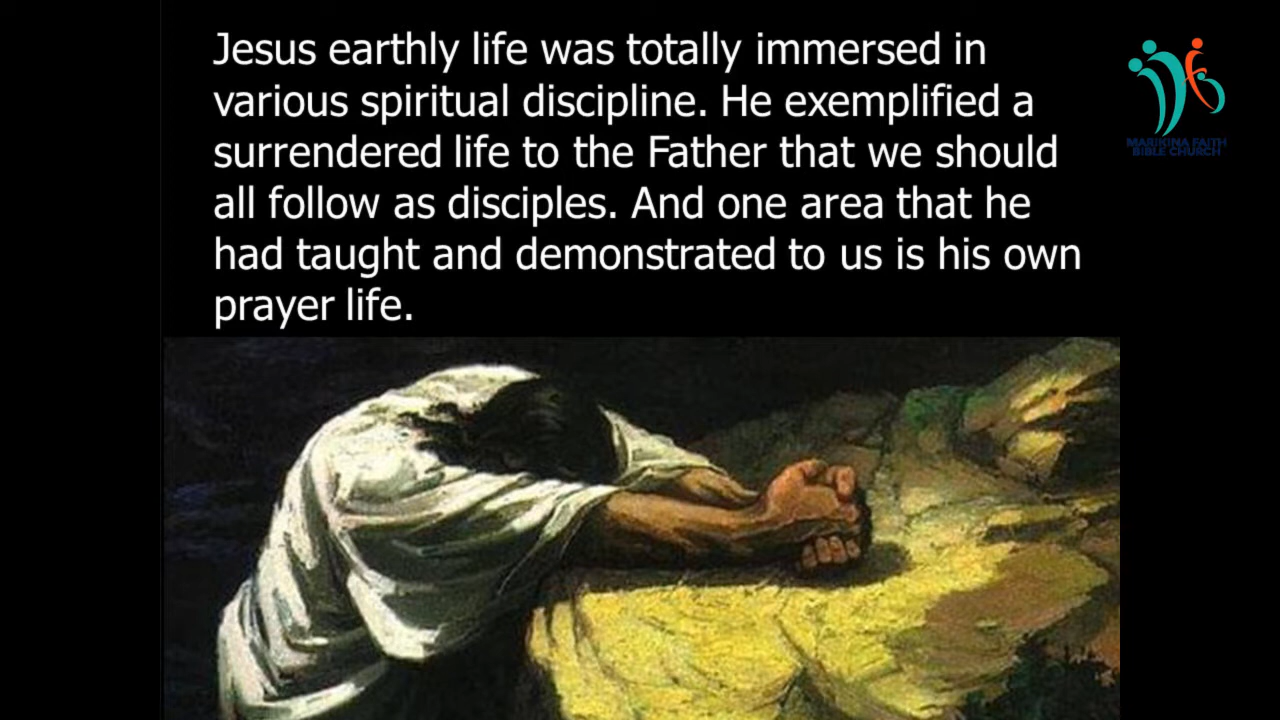 Jesus earthly life was totally immersed in
various spiritual discipline. He exemplified a
surrendered life to the Father that we should
all follow as disciples. And one area that he
had taught and demonstrated to us is his own
prayer life.
MARIKINA FAITH
BIBLE CHURCH